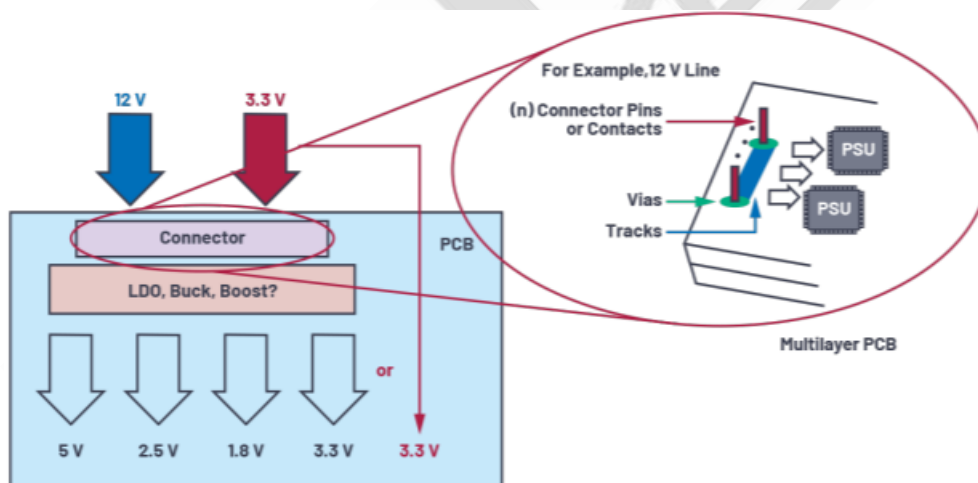 12 V
3.3 V
Connector
PCB
LDO, Buck, Boost?
or
5 V
2.5 V
1.8 V
3.3 V
3.3 V
For Example,12 V Line
(n) Connector Pins
or Contacts
PSU
PSU
Vias
Tracks
Multilayer PCB